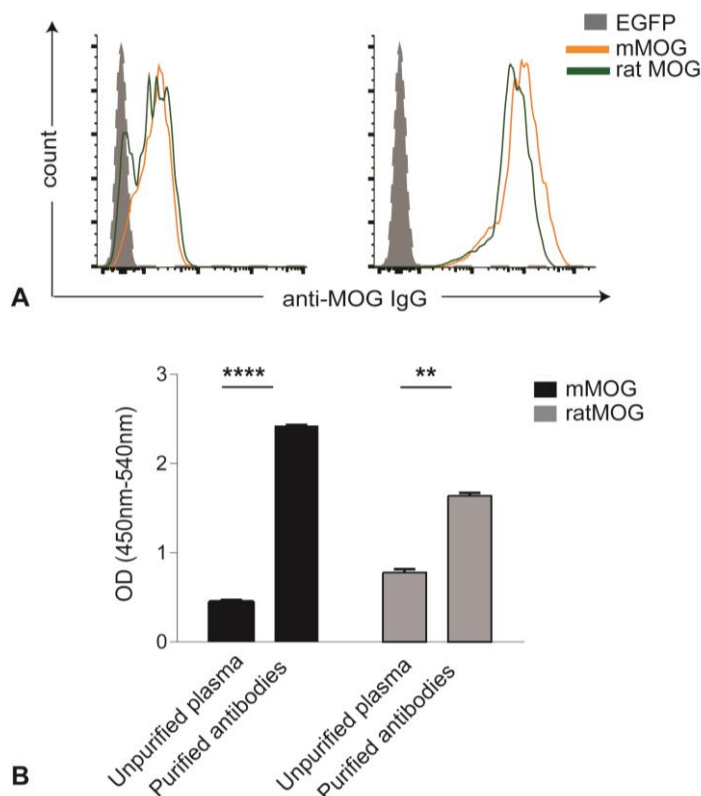 EGFP
mMOG
rat MOG
count
anti-MOG IgG
A
3
2
1
0
OD (450nm-540nm)
****
**
mMOG
ratMOG
Unpurified plasma
Purified antibodies
Unpurified plasma
Purified antibodies
B